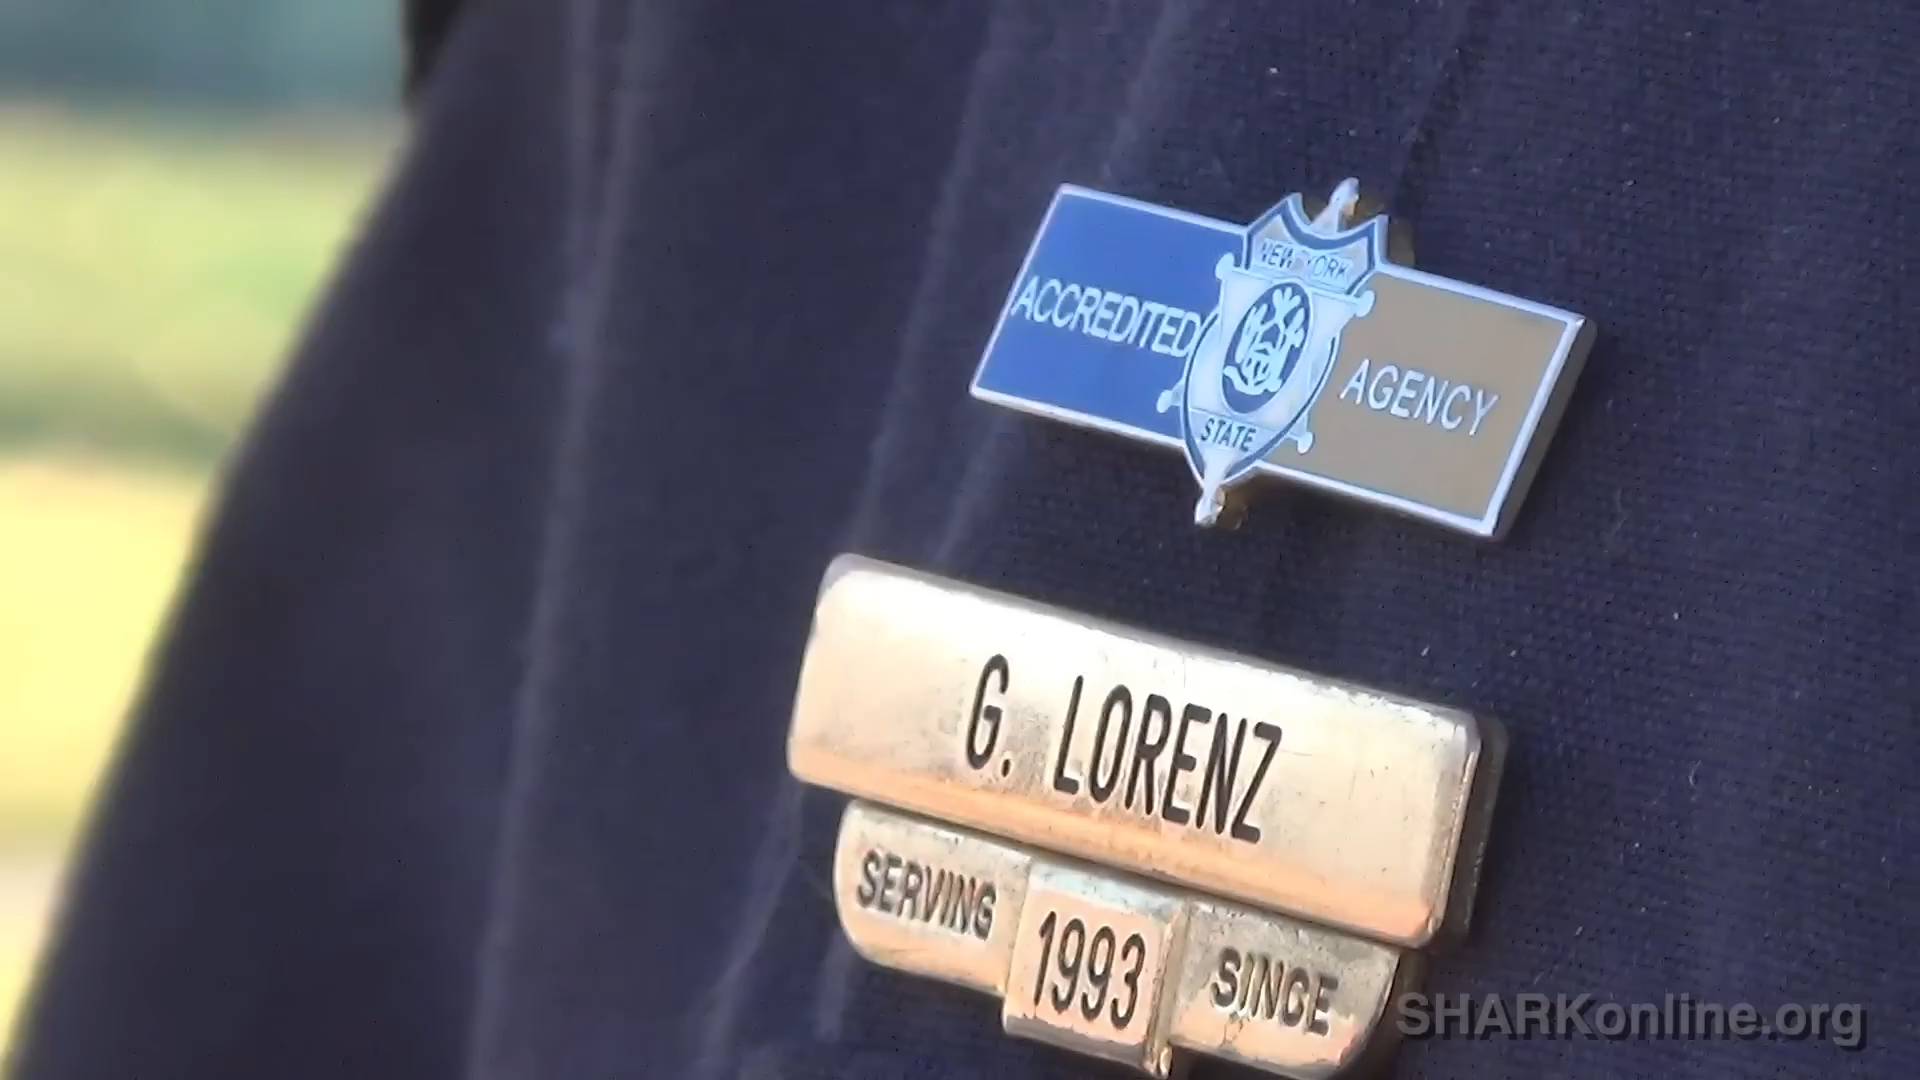 NEW YORK
ACCREDITED
AGENCY
STATE
G. LORENZ
SERVING 1993 SINCE
SHARKonline.org